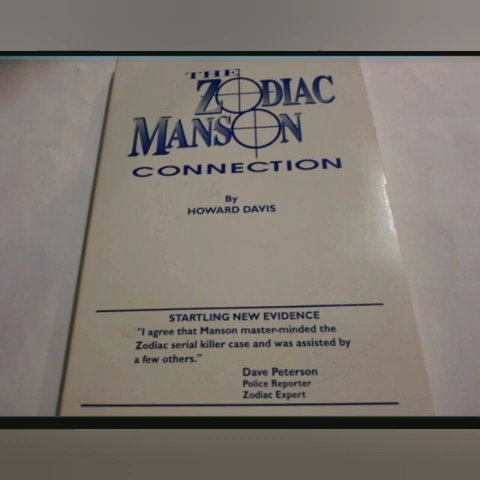 THE
ZODIAC
MANSON
CONNECTION
By
HOWARD DAVIS
STARTLING NEW EVIDENCE
"I agree that Manson master-minded the
Zodiac serial killer case and was assisted by
a few others."
Dave Peterson
Police Reporter
Zodiac Expert